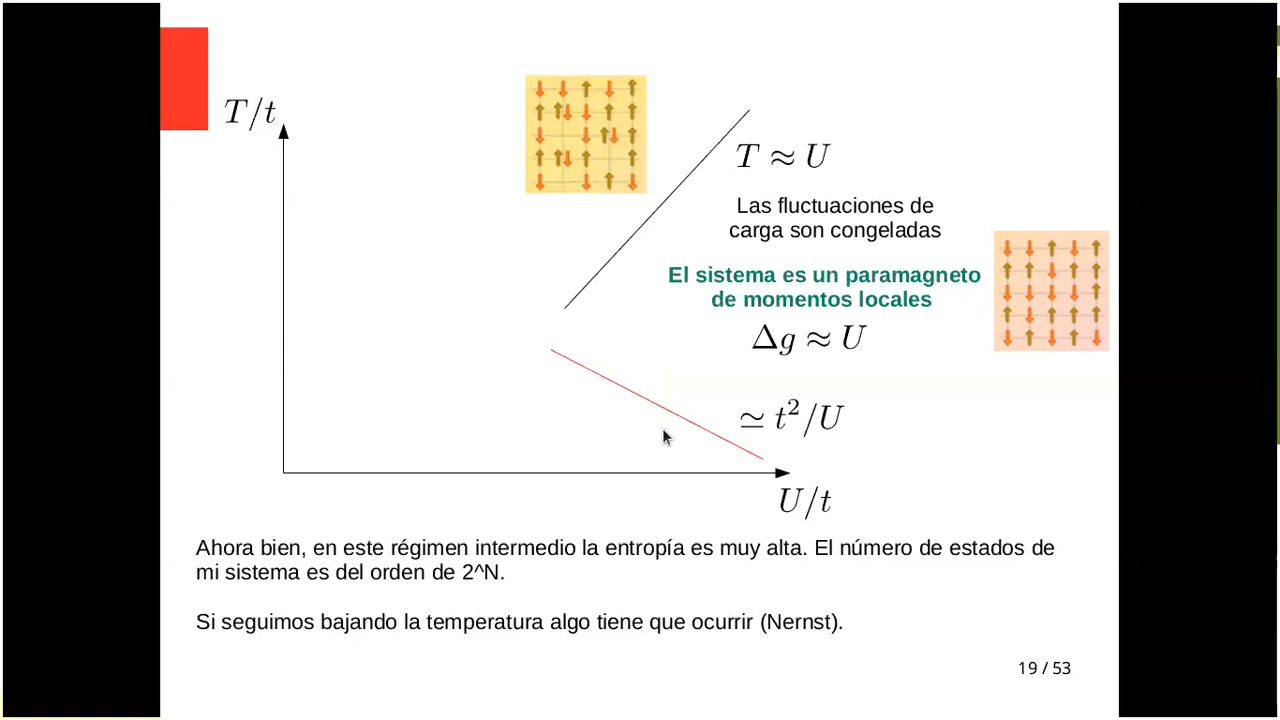 T/t
T ≈ U
Las fluctuaciones de
carga son congeladas
El sistema es un paramagneto
de momentos locales
Δg ≈ U
≃ t²/U
U/t
Ahora bien, en este régimen intermedio la entropía es muy alta. El número de estados de
mi sistema es del orden de 2^N.
Si seguimos bajando la temperatura algo tiene que ocurrir (Nernst).
19 / 53